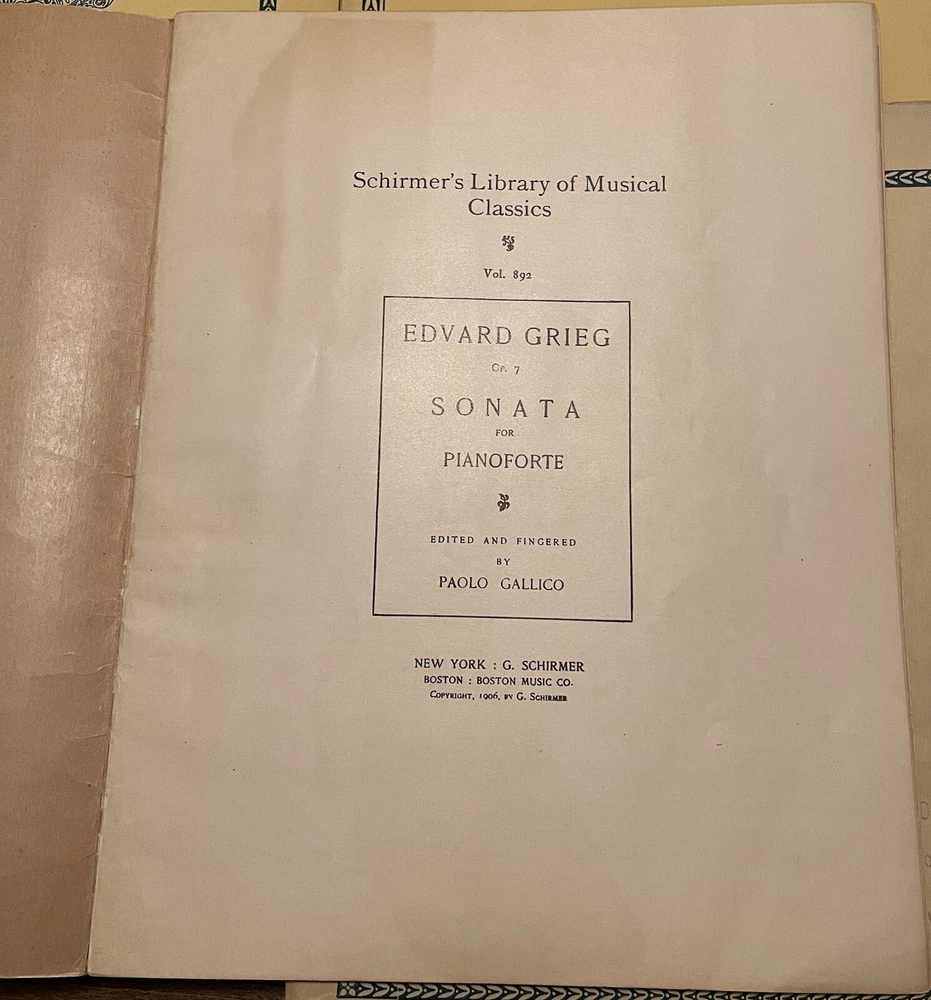 Schirmer's Library of Musical
Classics
Vol. 892
EDVARD GRIEG
Op. 7
SONATA
FOR
PIANOFORTE
EDITED AND FINGERED
BY
PAOLO GALLICO
NEW YORK : G. SCHIRMER
BOSTON : BOSTON MUSIC CO.
COPYRIGHT, 1906, BY G. SCHIRMER